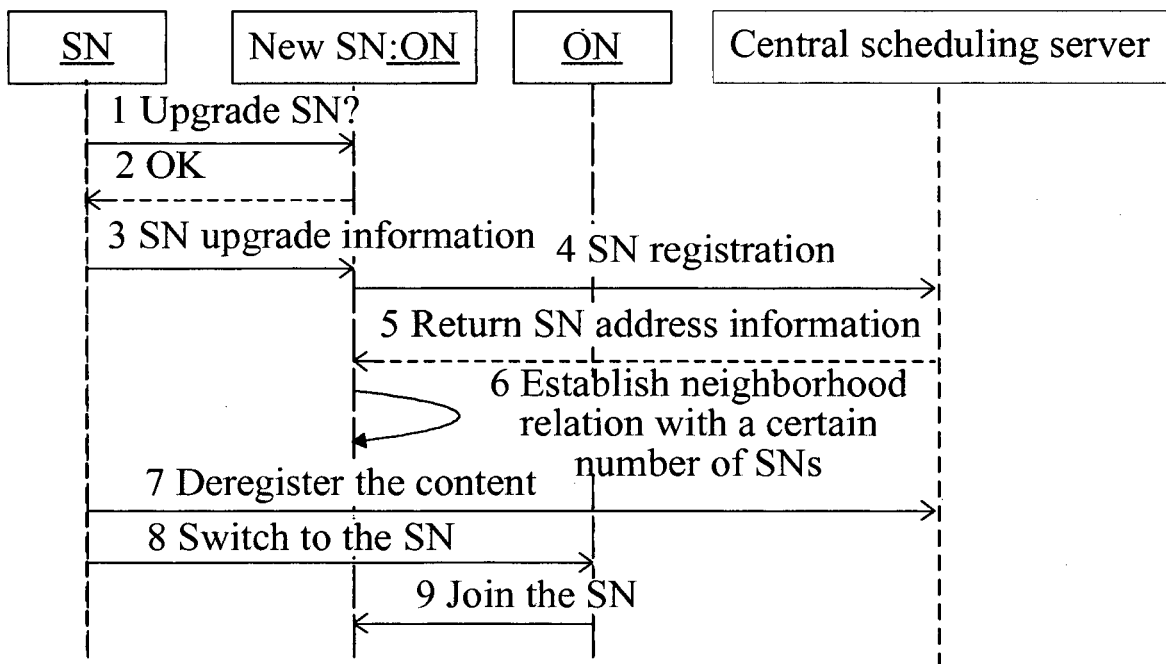 SN
New SN:ON
ON
Central scheduling server
1 Upgrade SN?
2 OK
3 SN upgrade information
4 SN registration
5 Return SN address information
6 Establish neighborhood
relation with a certain
number of SNs
7 Deregister the content
8 Switch to the SN
9 Join the SN